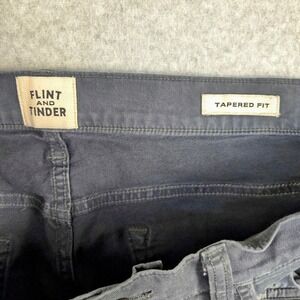 FLINT
AND
TINDER
TAPERED FIT